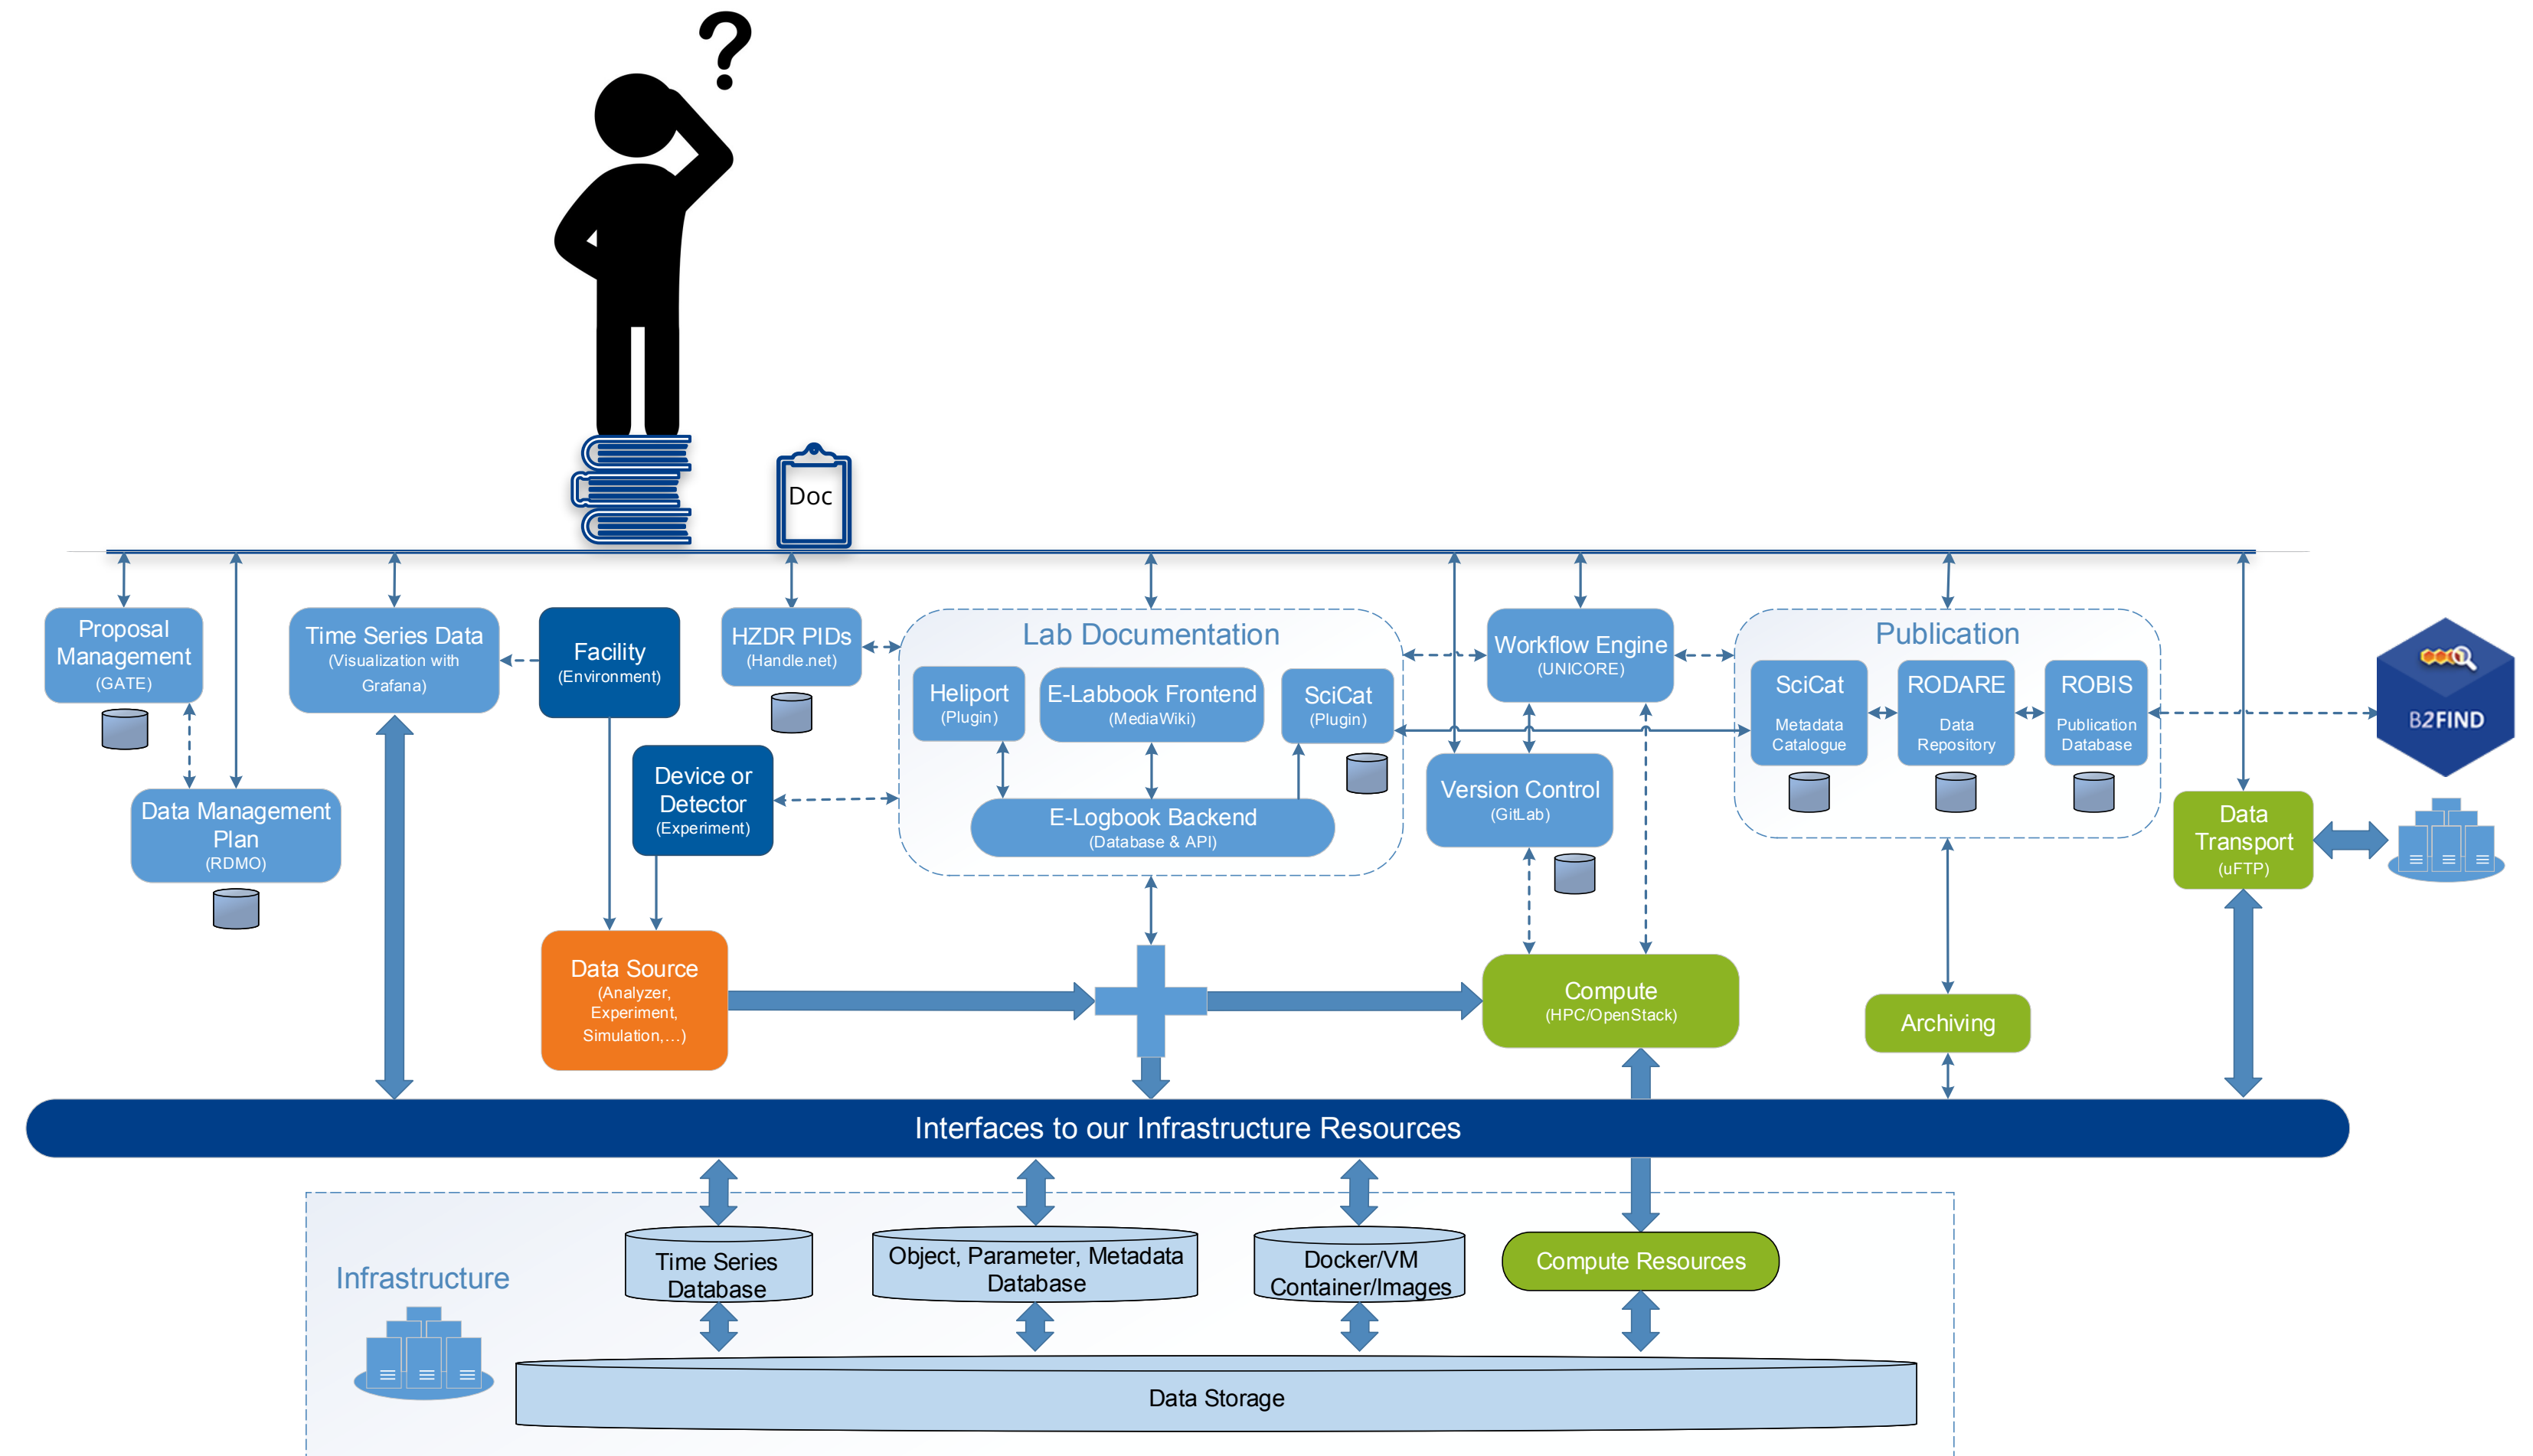 ?
Doc
Proposal
Management
(GATE)
Data Management
Plan
(RDMO)
Time Series Data
(Visualization with
Grafana)
Facility
(Environment)
Device or
Detector
(Experiment)
Data Source
(Analyzer,
Experiment,
Simulation,…)
HZDR PIDs
(Handle.net)
Lab Documentation
Heliport
(Plugin)
E-Labbook Frontend
(MediaWiki)
SciCat
(Plugin)
E-Logbook Backend
(Database & API)
Workflow Engine
(UNICORE)
Version Control
(GitLab)
Compute
(HPC/OpenStack)
Publication
SciCat
Metadata
Catalogue
RODARE
Data
Repository
ROBIS
Publication
Database
Archiving
B2FIND
Data
Transport
(uFTP)
Interfaces to our Infrastructure Resources
Infrastructure
Time Series
Database
Object, Parameter, Metadata
Database
Docker/VM
Container/Images
Compute Resources
Data Storage